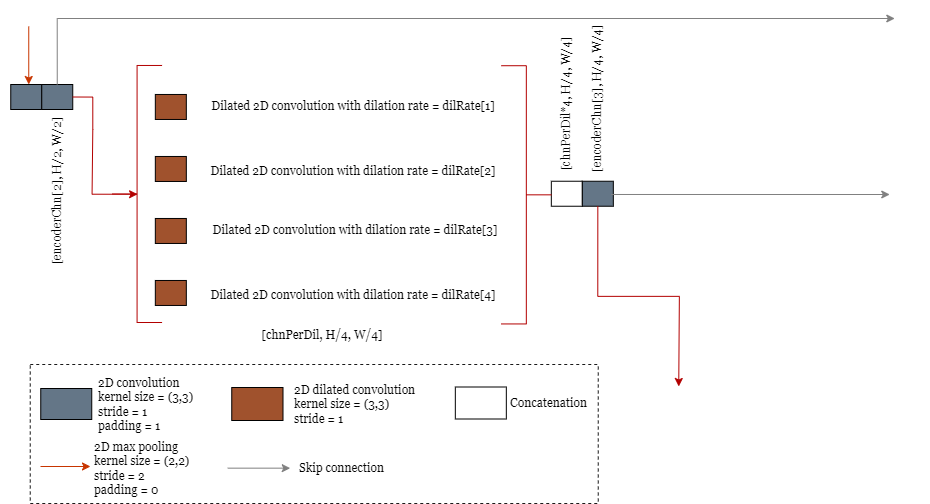 [encoderChn[2], H/2, W/2]
Dilated 2D convolution with dilation rate = dilRate[1]
Dilated 2D convolution with dilation rate = dilRate[2]
Dilated 2D convolution with dilation rate = dilRate[3]
Dilated 2D convolution with dilation rate = dilRate[4]
[chnPerDil, H/4, W/4]
[chnPerDil*4, H/4, W/4]
[encoderChn[3], H/4, W/4]
2D convolution
kernel size = (3,3)
stride = 1
padding = 1
2D dilated convolution
kernel size = (3,3)
stride = 1
Concatenation
2D max pooling
kernel size = (2,2)
stride = 2
padding = 0
Skip connection